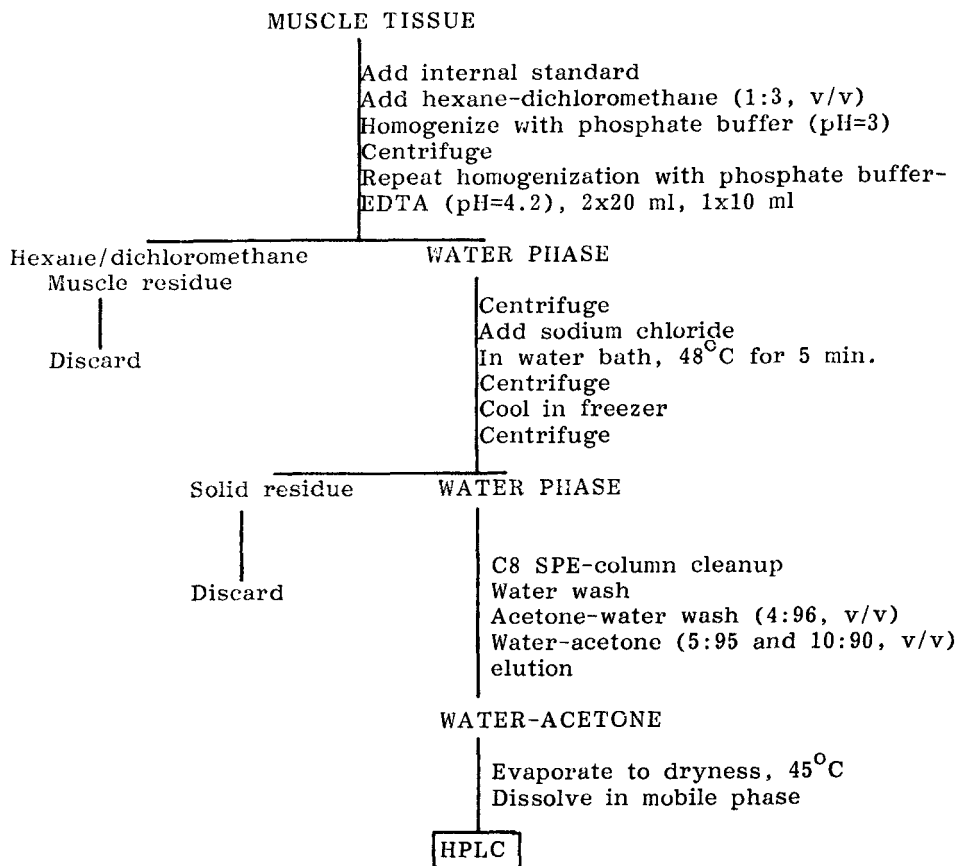 MUSCLE TISSUE
Add internal standard
Add hexane-dichloromethane (1:3, v/v)
Homogenize with phosphate buffer (pH=3)
Centrifuge
Repeat homogenization with phosphate buffer-
EDTA (pH=4.2), 2x20 ml, 1x10 ml
Hexane/dichloromethane
Muscle residue
WATER PHASE
Discard
Centrifuge
Add sodium chloride
In water bath, 48°C for 5 min.
Centrifuge
Cool in freezer
Centrifuge
Solid residue
WATER PHASE
Discard
C8 SPE-column cleanup
Water wash
Acetone-water wash (4:96, v/v)
Water-acetone (5:95 and 10:90, v/v)
elution
WATER-ACETONE
Evaporate to dryness, 45°C
Dissolve in mobile phase
HPLC